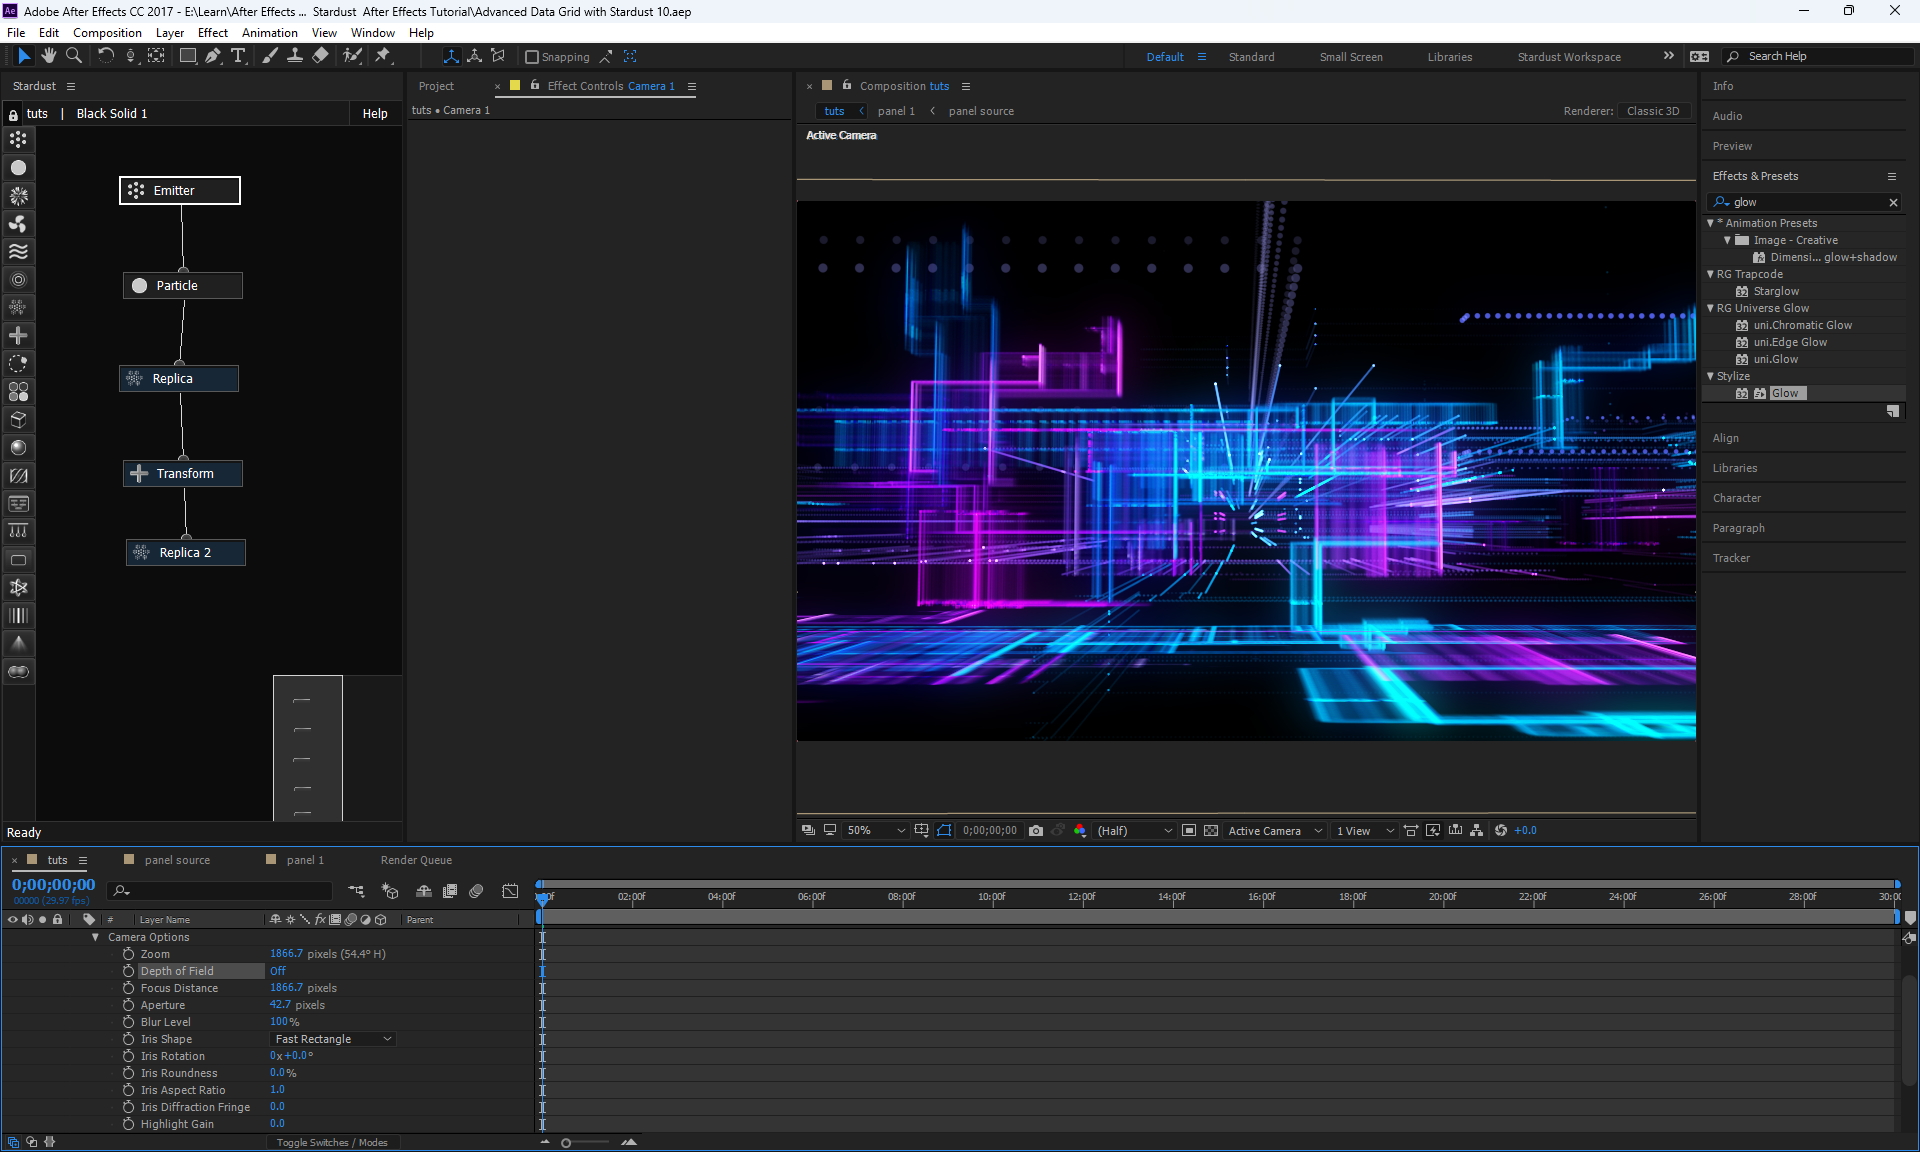 Ae Adobe After Effects CC 2017 - E:\Learn\After Effects ... Stardust After Effects Tutorial\Advanced Data Grid with Stardust 10.aep
File Edit Composition Layer Effect Animation View Window Help
Snapping Default Standard Small Screen Libraries Stardust Workspace Search Help
Stardust
tuts | Black Solid 1 Help
Emitter
Particle
Replica
Transform
Replica 2
Ready
Project Effect Controls Camera 1
tuts • Camera 1
Composition tuts
tuts panel 1 panel source Renderer: Classic 3D
Active Camera
50% 0;00;00;00 (Half) Active Camera 1 View +0.0
Info
Audio
Preview
Effects & Presets
glow
* Animation Presets
Image - Creative
Dimensi... glow+shadow
RG Trapcode
32 Starglow
RG Universe Glow
32 uni.Chromatic Glow
32 uni.Edge Glow
32 uni.Glow
Stylize
32 Glow
Align
Libraries
Character
Paragraph
Tracker
tuts panel source panel 1 Render Queue
0;00;00;00
00000 (29.97 fps)
02:00f 04:00f 06:00f 08:00f 10:00f 12:00f 14:00f 16:00f 18:00f 20:00f 22:00f 24:00f 26:00f 28:00f
# Layer Name fx Parent
Camera Options
Zoom 1866.7 pixels (54.4° H)
Depth of Field Off
Focus Distance 1866.7 pixels
Aperture 42.7 pixels
Blur Level 100%
Iris Shape Fast Rectangle
Iris Rotation 0x+0.0°
Iris Roundness 0.0%
Iris Aspect Ratio 1.0
Iris Diffraction Fringe 0.0
Highlight Gain 0.0
Toggle Switches / Modes